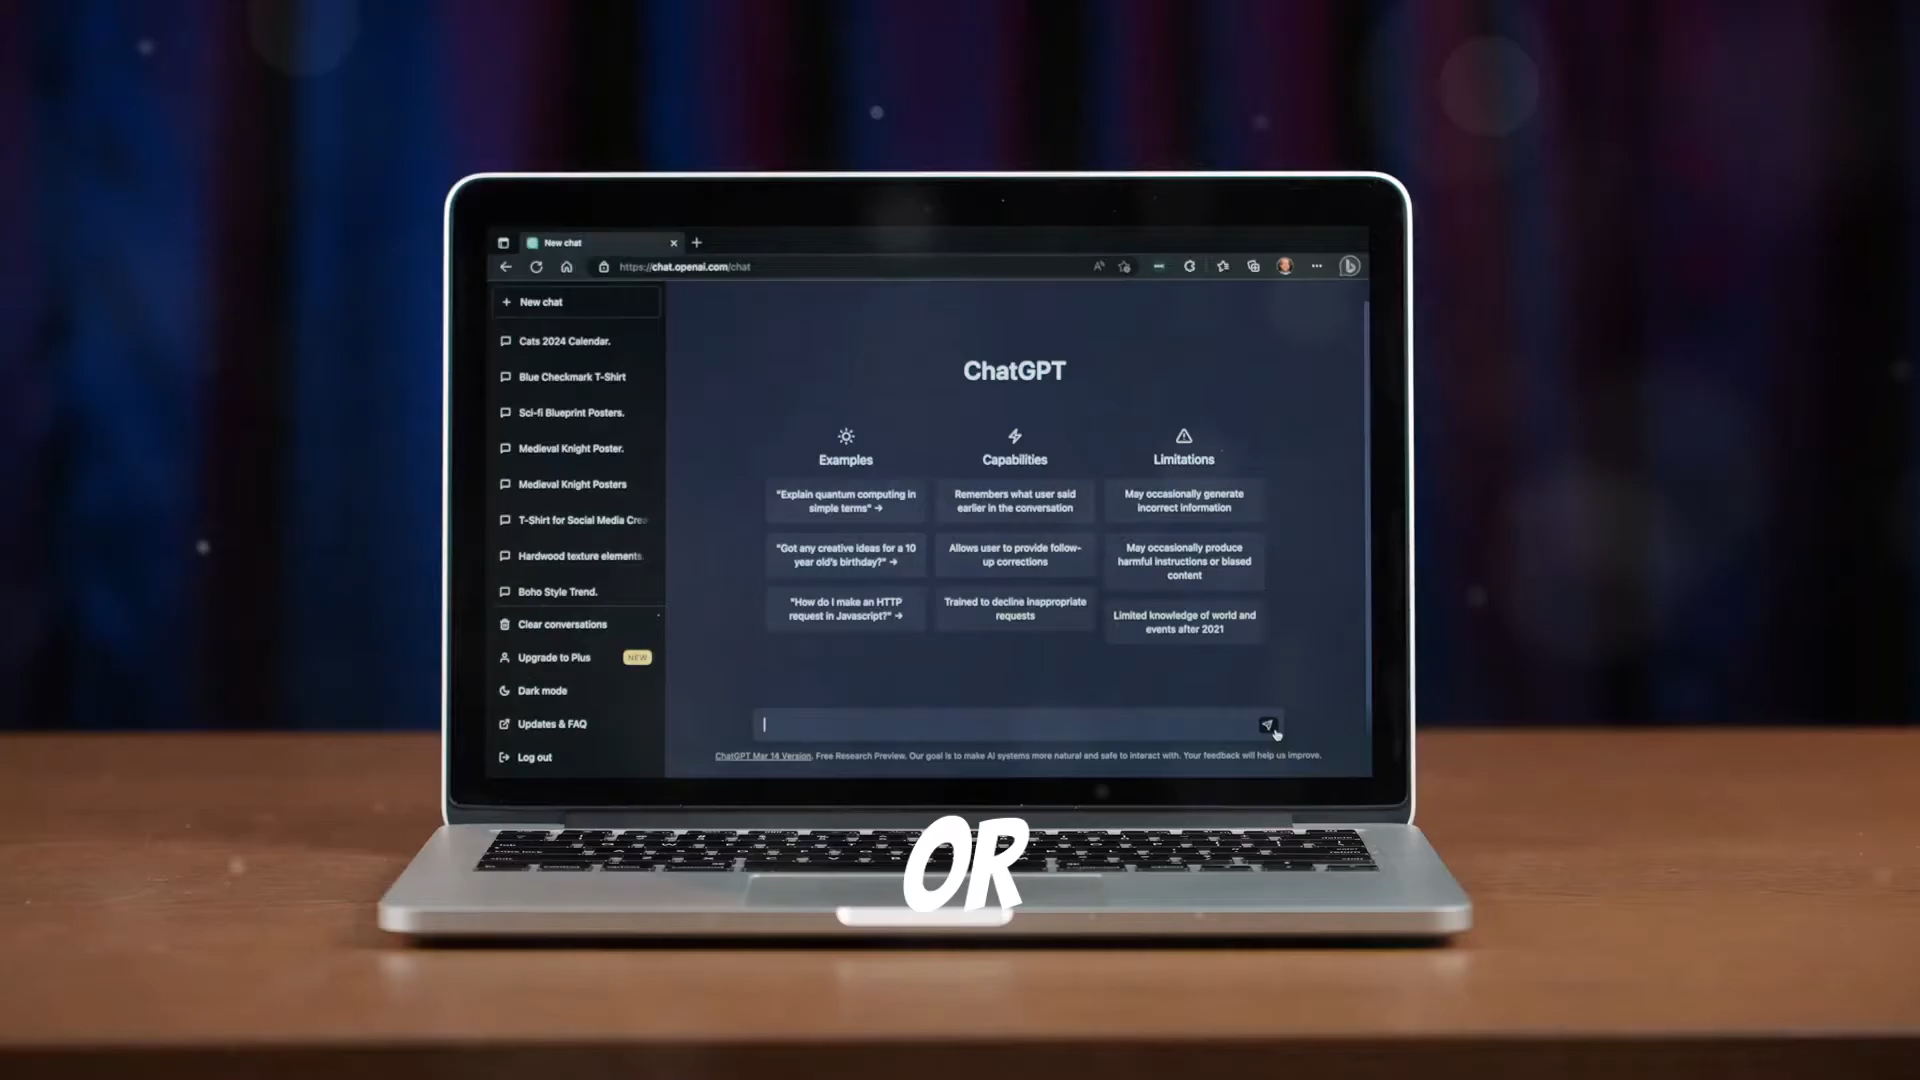 New chat
https://chat.openai.com/chat
New chat
Cats 2024 Calendar.
Blue Checkmark T-Shirt
Sci-fi Blueprint Posters.
Medieval Knight Poster.
Medieval Knight Posters
T-Shirt for Social Media Crea
Hardwood texture elements.
Boho Style Trend.
Clear conversations
Upgrade to Plus
NEW
Dark mode
Updates & FAQ
Log out
ChatGPT
Examples
"Explain quantum computing in
simple terms" →
"Got any creative ideas for a 10
year old's birthday?" →
"How do I make an HTTP
request in Javascript?" →
Capabilities
Remembers what user said
earlier in the conversation
Allows user to provide follow-
up corrections
Trained to decline inappropriate
requests
Limitations
May occasionally generate
incorrect information
May occasionally produce
harmful instructions or biased
content
Limited knowledge of world and
events after 2021
ChatGPT Mar 14 Version. Free Research Preview. Our goal is to make AI systems more natural and safe to interact with. Your feedback will help us improve.
OR